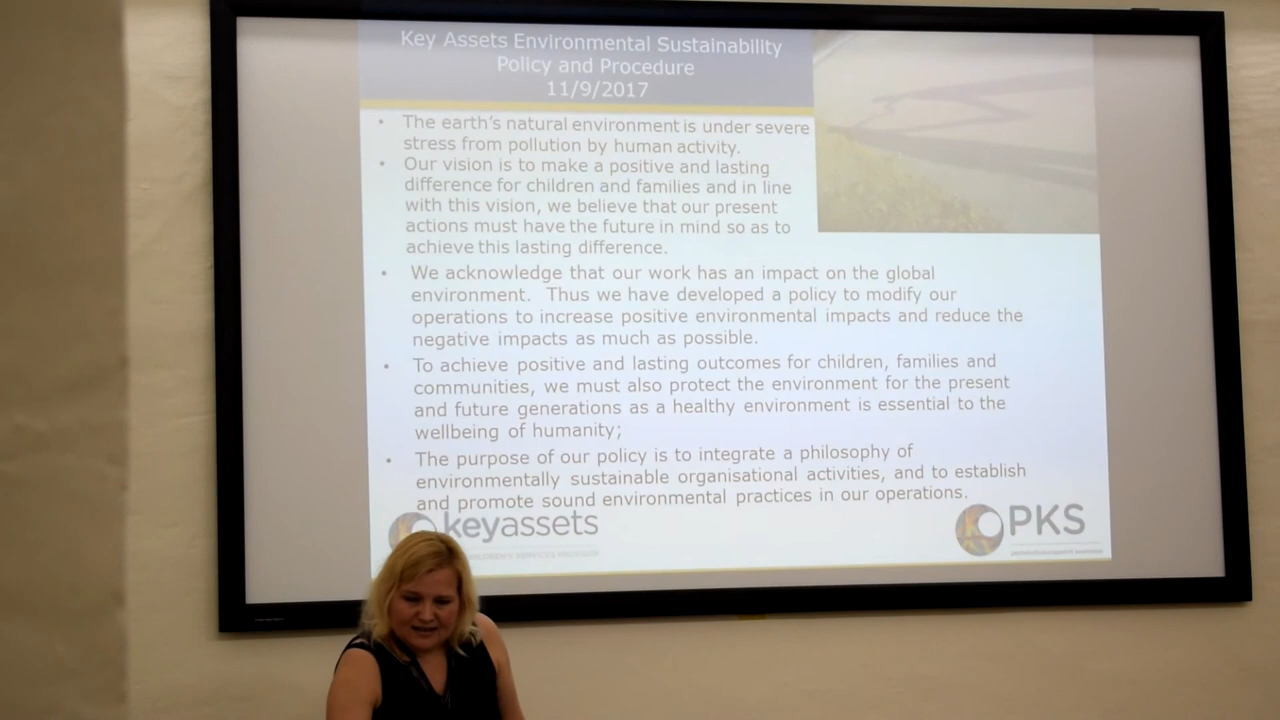 Key Assets Environmental Sustainability
Policy and Procedure
11/9/2017
• The earth's natural environment is under severe
stress from pollution by human activity.
• Our vision is to make a positive and lasting
difference for children and families and in line
with this vision, we believe that our present
actions must have the future in mind so as to
achieve this lasting difference.
• We acknowledge that our work has an impact on the global
environment. Thus we have developed a policy to modify our
operations to increase positive environmental impacts and reduce the
negative impacts as much as possible.
• To achieve positive and lasting outcomes for children, families and
communities, we must also protect the environment for the present
and future generations as a healthy environment is essential to the
wellbeing of humanity;
• The purpose of our policy is to integrate a philosophy of
environmentally sustainable organisational activities, and to establish
and promote sound environmental practices in our operations.
keyassets
SERVICES PROVIDER
PKS